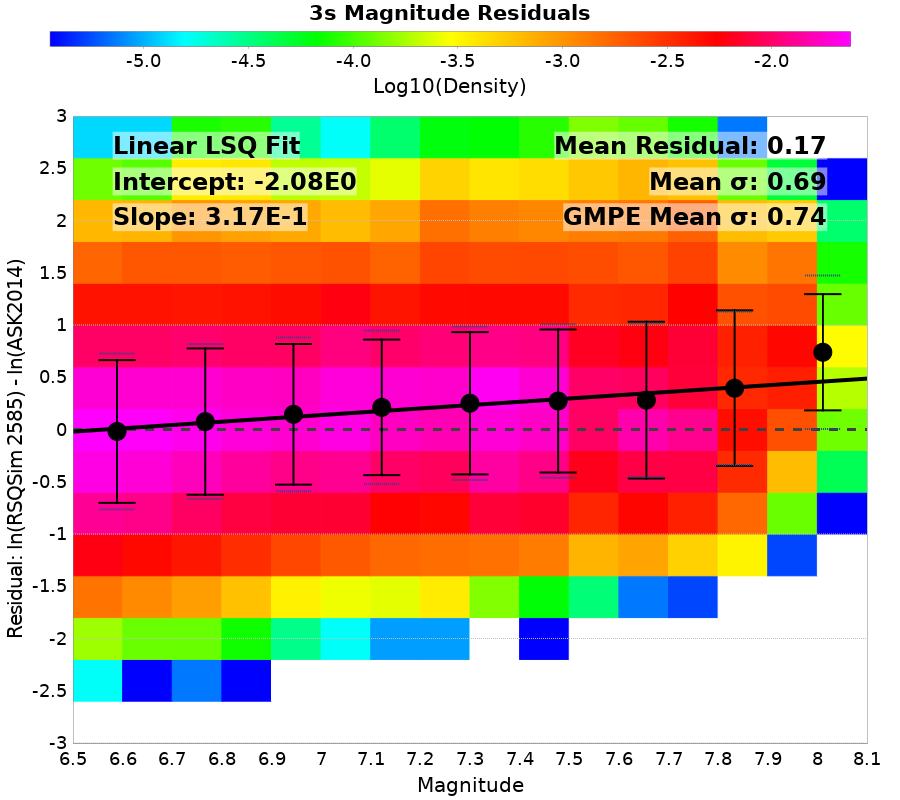 3s Magnitude Residuals
-5.0 -4.5 -4.0 -3.5 -3.0 -2.5 -2.0
Log10(Density)
Linear LSQ Fit
Intercept: -2.08E0
Slope: 3.17E-1
Mean Residual: 0.17
Mean σ: 0.69
GMPE Mean σ: 0.74
Residual: ln(RSQSim 2585) - ln(ASK2014)
3
2.5
2
1.5
1
0.5
0
-0.5
-1
-1.5
-2
-2.5
-3
6.5 6.6 6.7 6.8 6.9 7 7.1 7.2 7.3 7.4 7.5 7.6 7.7 7.8 7.9 8 8.1
Magnitude